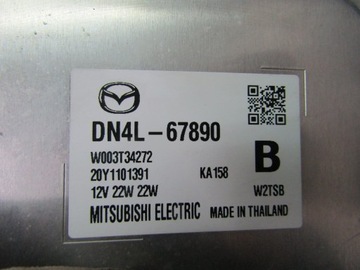 DN4L-67890
W003T34272
20Y1101391 KA158 B
12V 22W 22W W2TSB
MITSUBISHI ELECTRIC MADE IN THAILAND